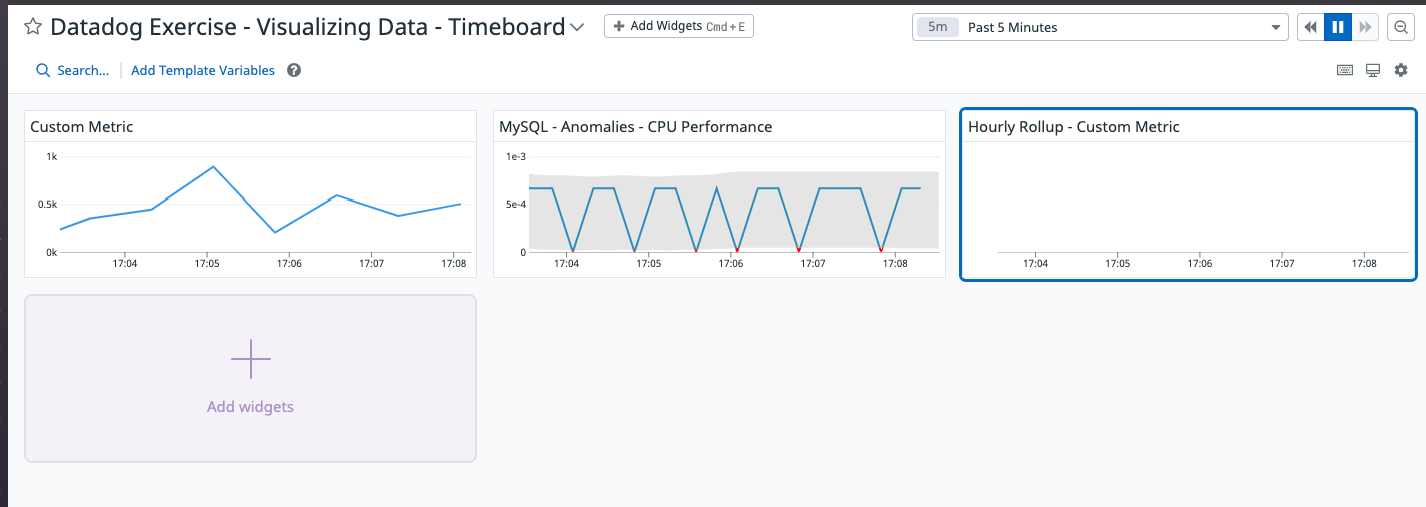 Datadog Exercise - Visualizing Data - Timeboard
Add Widgets Cmd+E
5m Past 5 Minutes
Search...
Add Template Variables
?
Custom Metric
1k
0.5k
0k
17:04 17:05 17:06 17:07 17:08
MySQL - Anomalies - CPU Performance
1e-3
5e-4
0
17:04 17:05 17:06 17:07 17:08
Hourly Rollup - Custom Metric
17:04 17:05 17:06 17:07 17:08
Add widgets